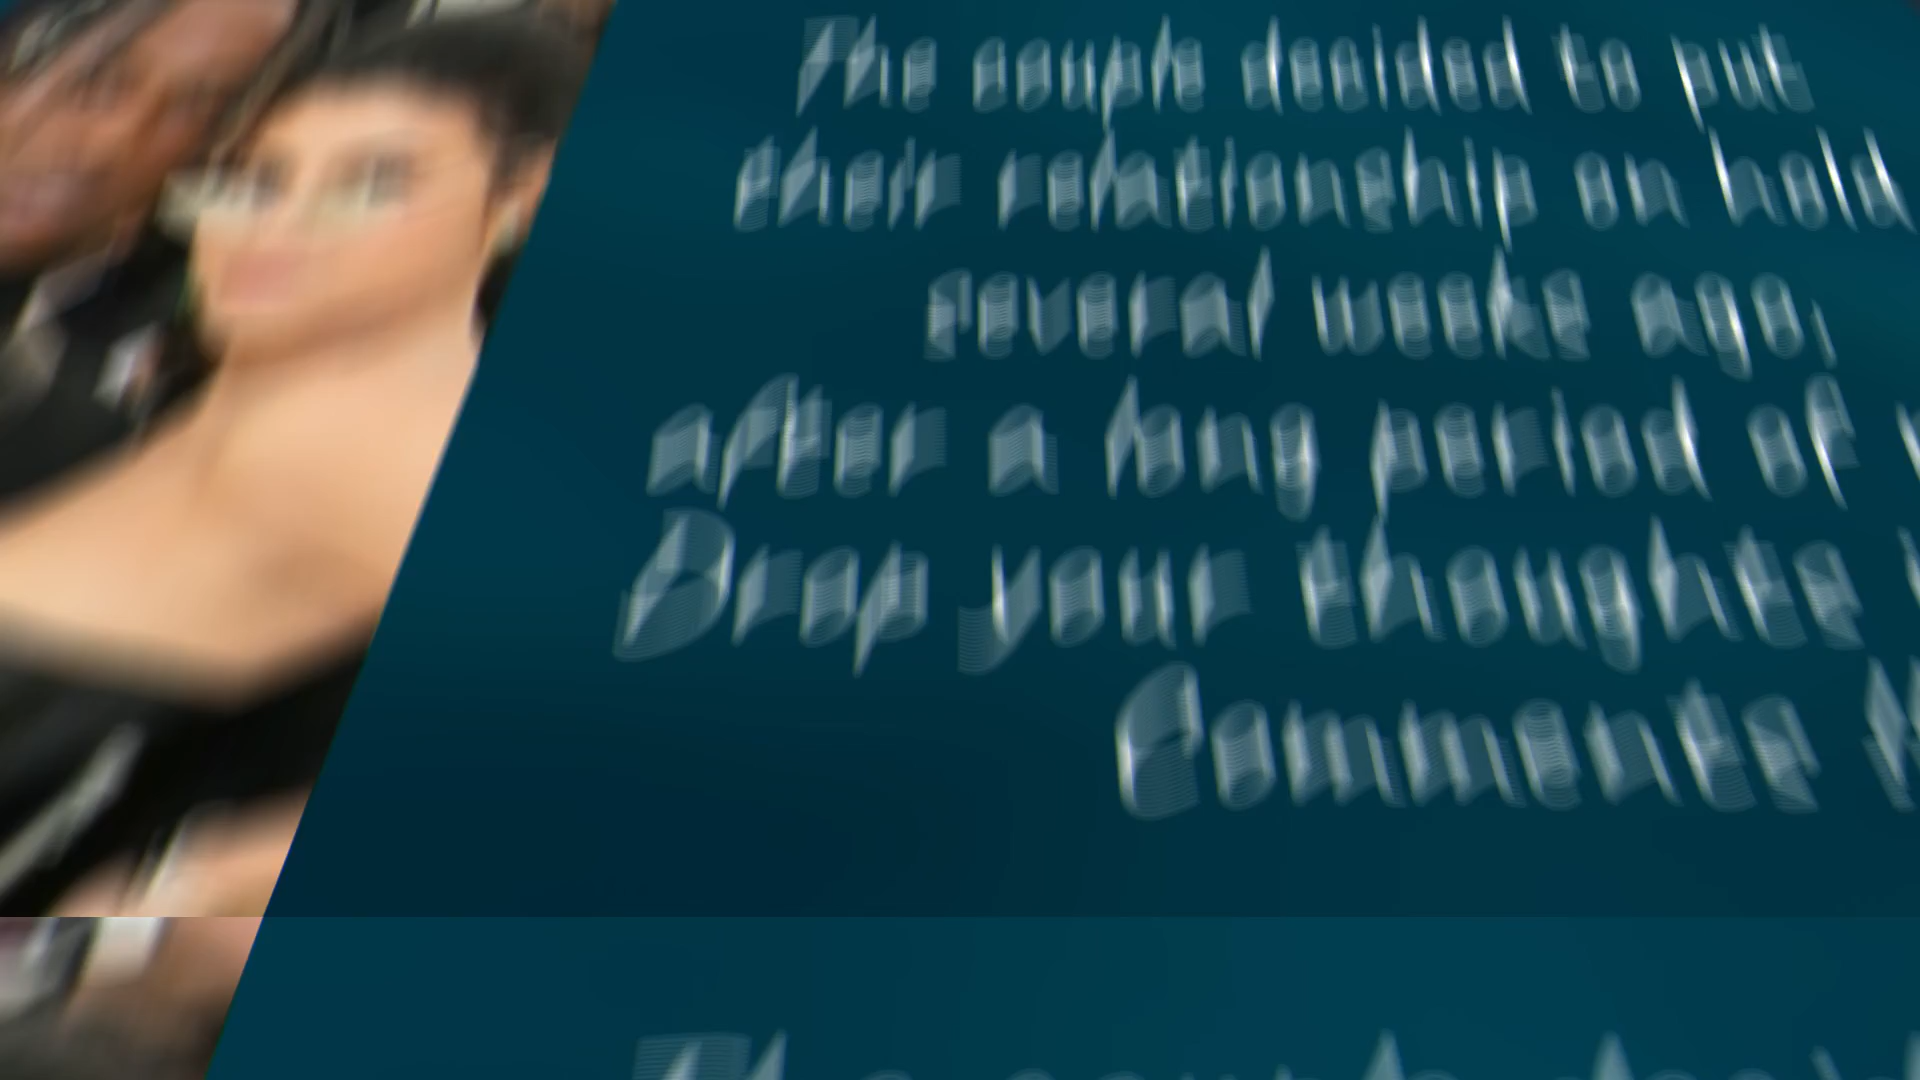 The couple decided to put
their relationship on hold
several weeks ago,
after a long period of
Drop your thoughts
Comments